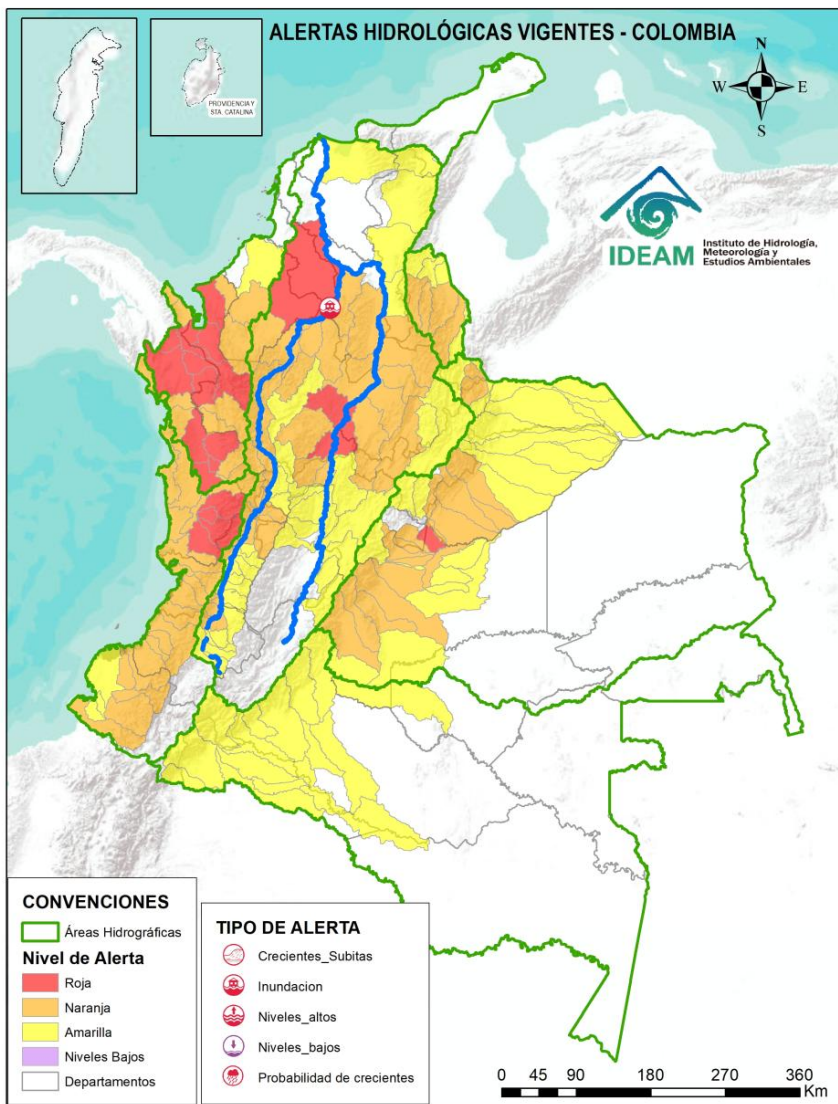 ALERTAS HIDROLÓGICAS VIGENTES - COLOMBIA
PROVIDENCIA Y
STA. CATALINA
N
W
E
S
IDEAM
Instituto de Hidrología,
Meteorología y
Estudios Ambientales
CONVENCIONES
Áreas Hidrográficas
Nivel de Alerta
Roja
Naranja
Amarilla
Niveles Bajos
Departamentos
TIPO DE ALERTA
Crecientes_Subitas
Inundacion
Niveles_altos
Niveles_bajos
Probabilidad de crecientes
0 45 90 180 270 360
Km